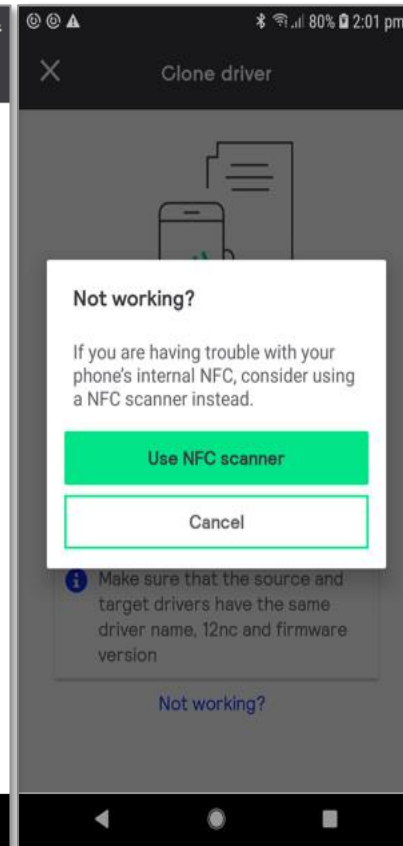 80% 2:01 pm
Clone driver
Not working?
If you are having trouble with your
phone's internal NFC, consider using
a NFC scanner instead.
Use NFC scanner
Cancel
Make sure that the source and
target drivers have the same
driver name, 12nc and firmware
version
Not working?